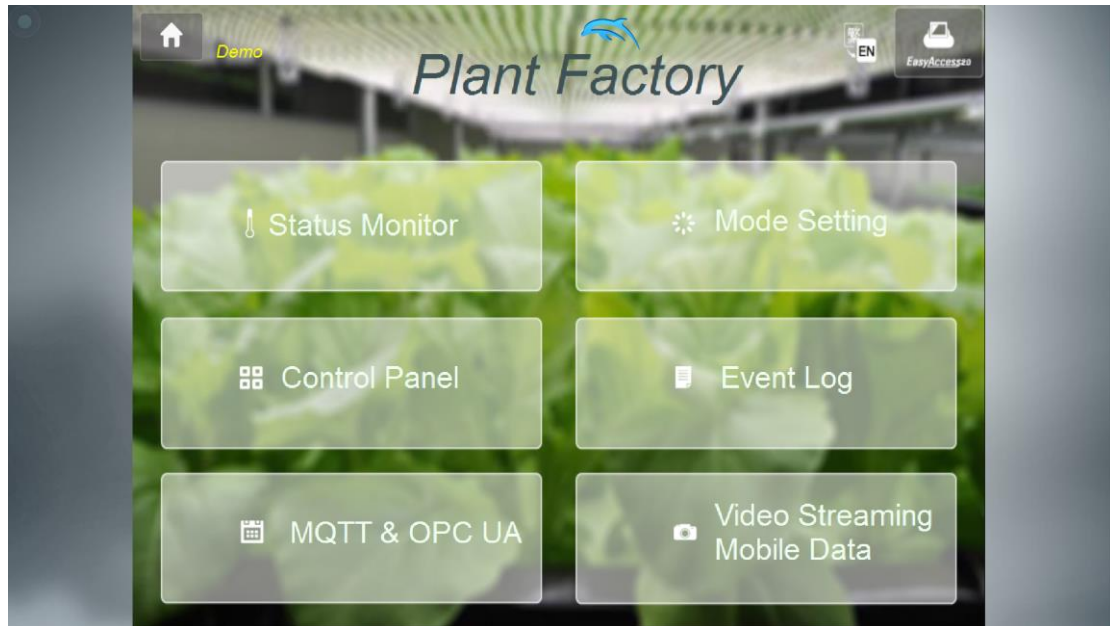 Demo
Plant Factory
EN
EasyAccess2.0
Status Monitor
Mode Setting
Control Panel
Event Log
MQTT & OPC UA
Video Streaming
Mobile Data